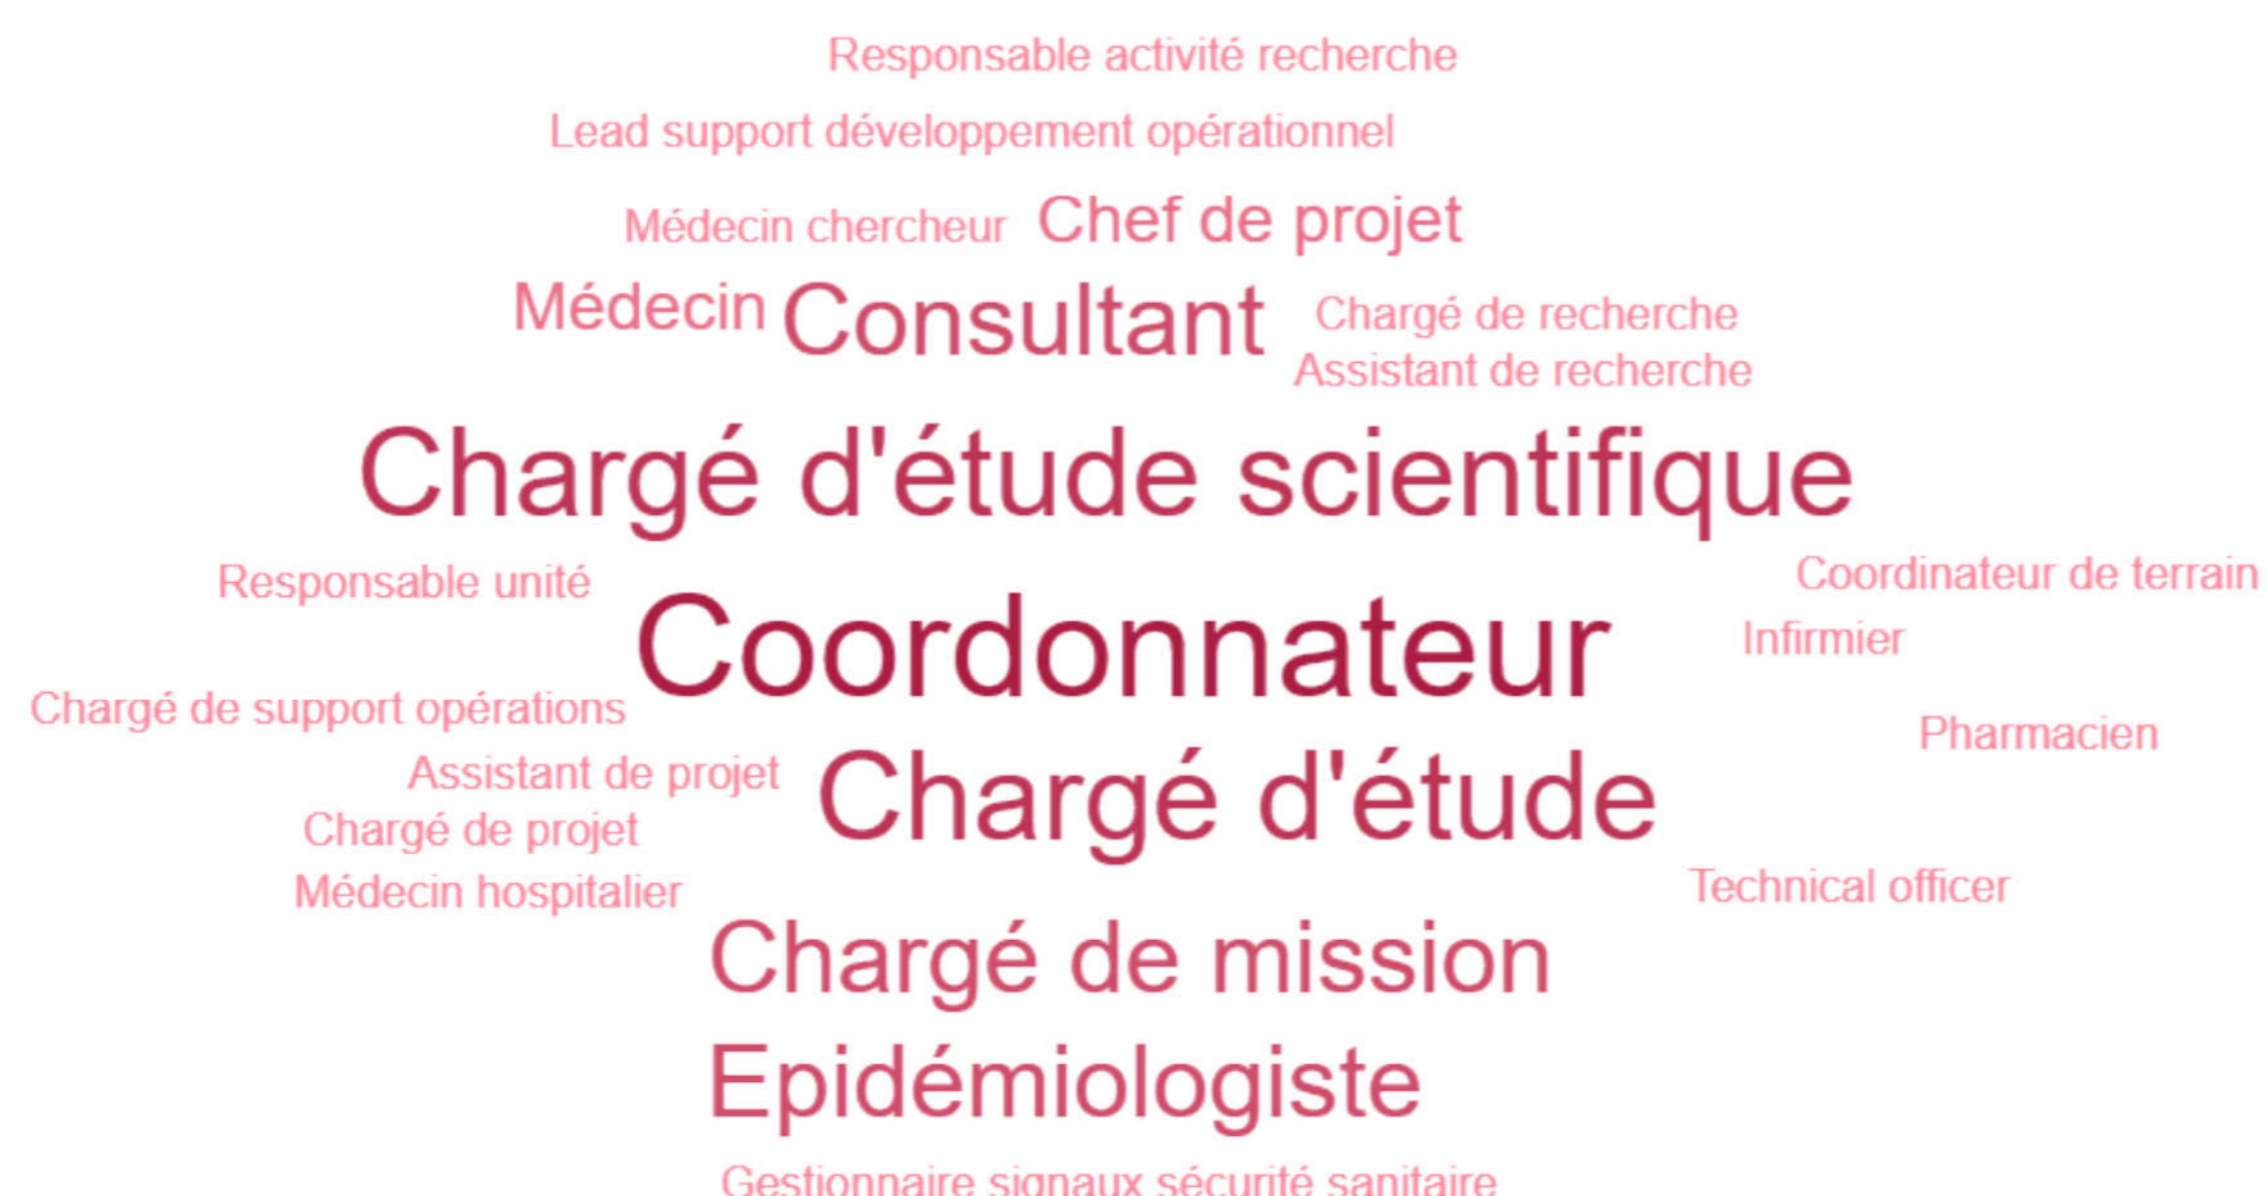 Responsable activité recherche
Lead support développement opérationnel
Médecin chercheur Chef de projet
Médecin Consultant Chargé de recherche
Assistant de recherche
Chargé d'étude scientifique
Responsable unité Coordinateur de terrain
Coordonnateur Infirmier
Chargé de support opérations Pharmacien
Assistant de projet Chargé d'étude
Chargé de projet
Médecin hospitalier Technical officer
Chargé de mission
Epidémiologiste
Gestionnaire signaux sécurité sanitaire